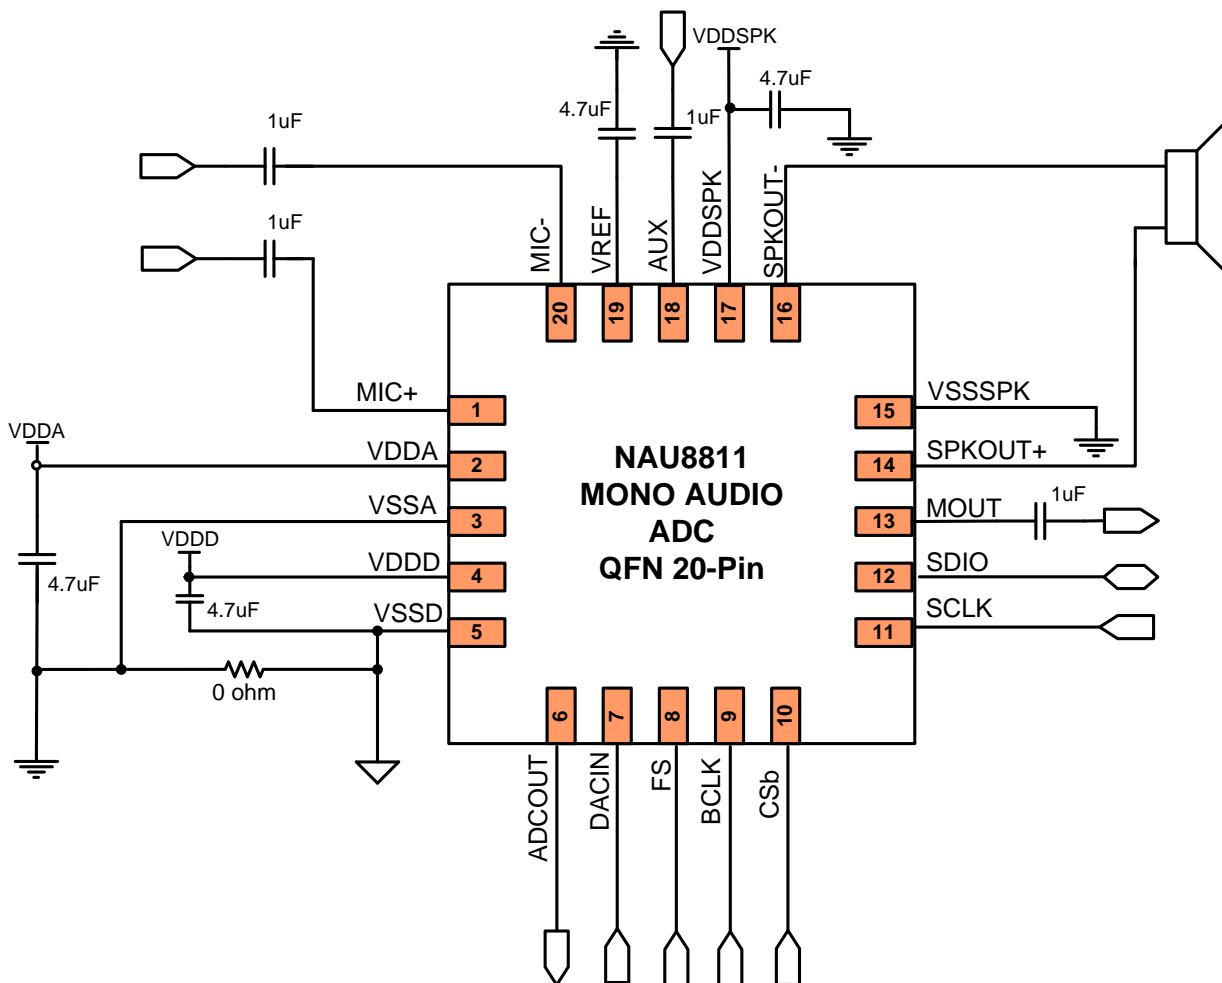 VDDSPK
4.7uF
4.7uF
1uF
1uF
1uF
MIC-
VREF
AUX
VDDSPK
SPKOUT-
20
19
18
17
16
MIC+
1
VDDA
VDDA
2
VSSA
3
VDDD
VDDD
4
4.7uF
4.7uF
VSSD
5
0 ohm
NAU8811
MONO AUDIO
ADC
QFN 20-Pin
15
VSSSPK
14
SPKOUT+
13
MOUT
1uF
12
SDIO
11
SCLK
6
7
8
9
10
ADCOUT
DACIN
FS
BCLK
CSb